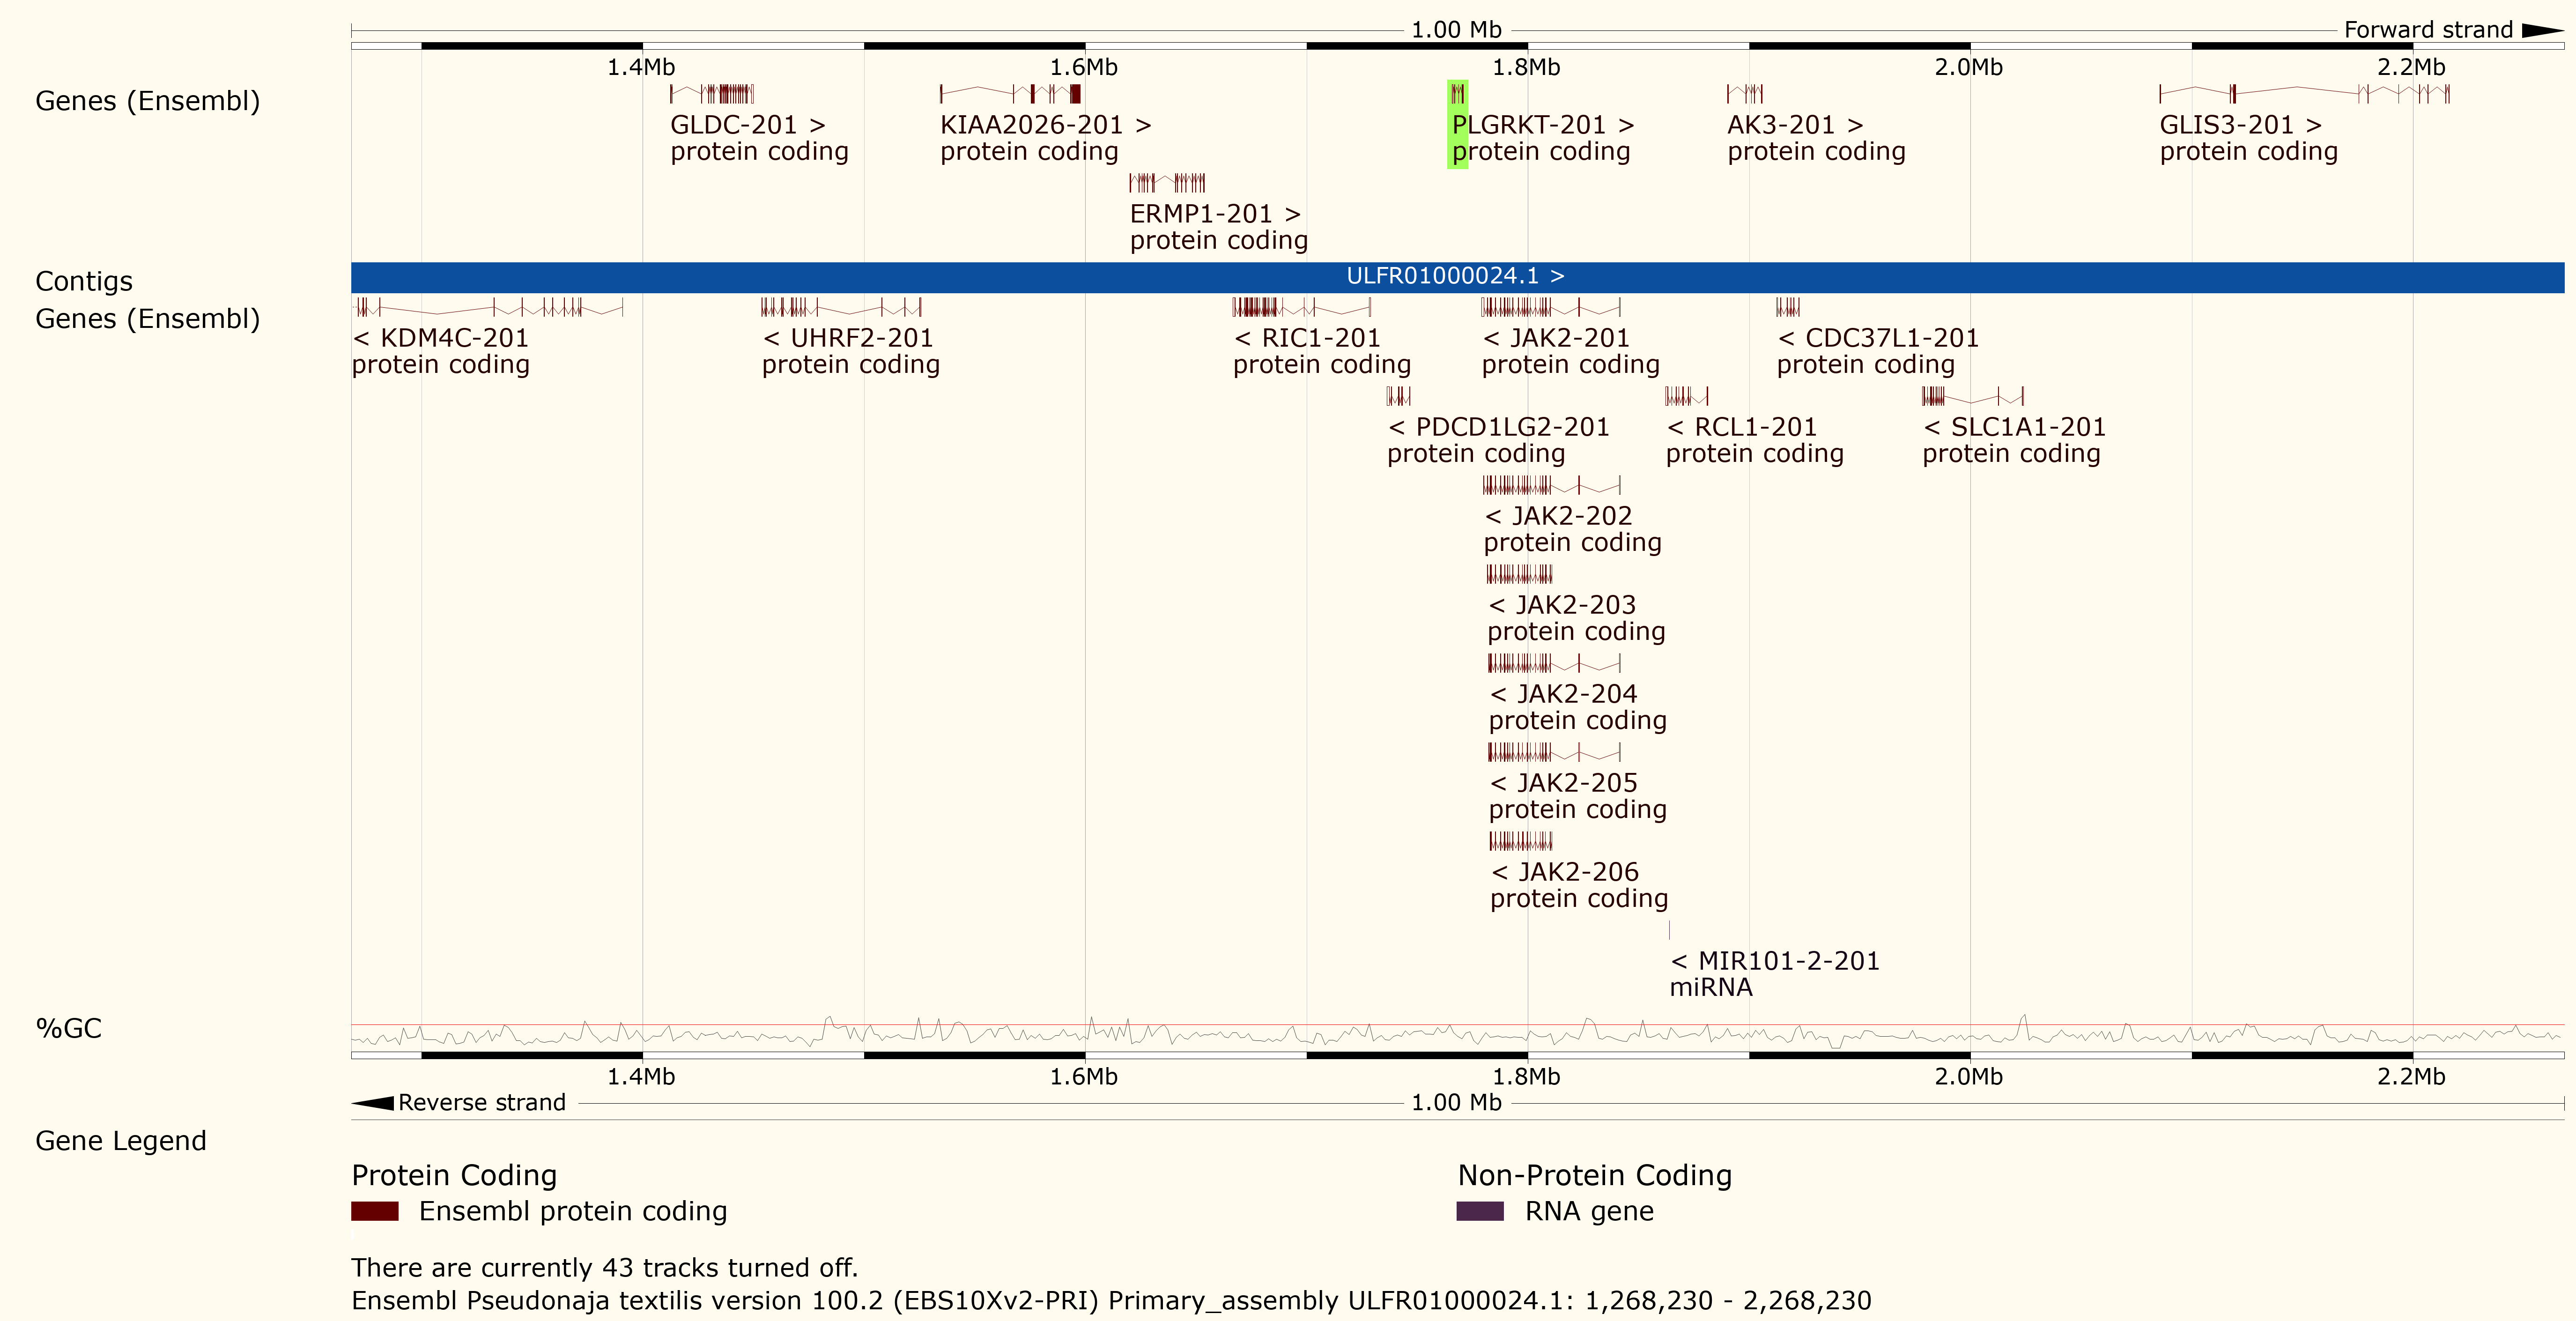 1.00 Mb Forward strand
1.4Mb 1.6Mb 1.8Mb 2.0Mb 2.2Mb
Genes (Ensembl)
GLDC-201 > KIAA2026-201 > PLGRKT-201 > AK3-201 > GLIS3-201 >
protein coding protein coding protein coding protein coding protein coding
ERMP1-201 >
protein coding
Contigs ULFR01000024.1 >
Genes (Ensembl)
< KDM4C-201 < UHRF2-201 < RIC1-201 < JAK2-201 < CDC37L1-201
protein coding protein coding protein coding protein coding protein coding
< PDCD1LG2-201 < RCL1-201 < SLC1A1-201
protein coding protein coding protein coding
< JAK2-202
protein coding
< JAK2-203
protein coding
< JAK2-204
protein coding
< JAK2-205
protein coding
< JAK2-206
protein coding
< MIR101-2-201
miRNA
%GC
1.4Mb 1.6Mb 1.8Mb 2.0Mb 2.2Mb
Reverse strand 1.00 Mb
Gene Legend
Protein Coding Non-Protein Coding
Ensembl protein coding RNA gene
There are currently 43 tracks turned off.
Ensembl Pseudonaja textilis version 100.2 (EBS10Xv2-PRI) Primary_assembly ULFR01000024.1: 1,268,230 - 2,268,230